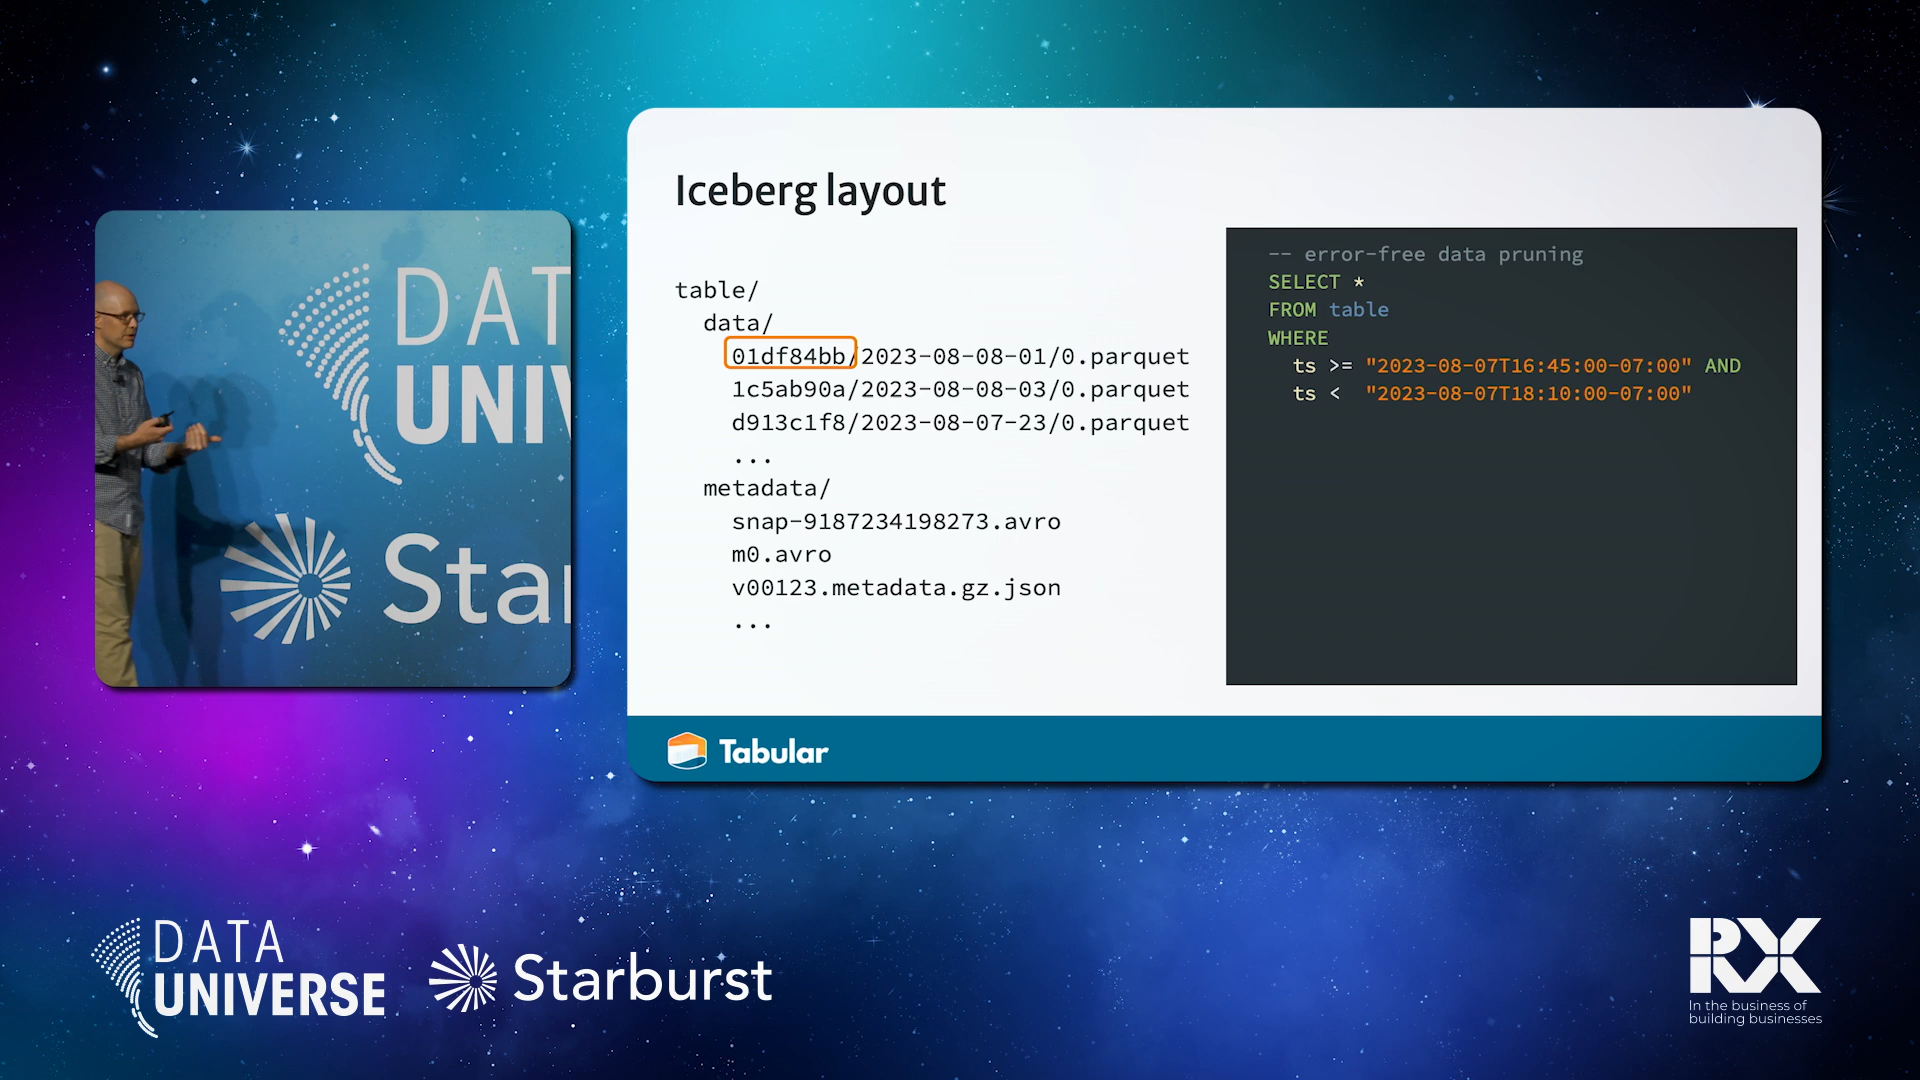 DAT
UNIV
Star
Iceberg layout
table/
data/
01df84bb/2023-08-08-01/0.parquet
1c5ab90a/2023-08-08-03/0.parquet
d913c1f8/2023-08-07-23/0.parquet
...
metadata/
snap-9187234198273.avro
m0.avro
v00123.metadata.gz.json
...
-- error-free data pruning
SELECT *
FROM table
WHERE
ts >= "2023-08-07T16:45:00-07:00" AND
ts < "2023-08-07T18:10:00-07:00"
Tabular
DATA
UNIVERSE
Starburst
RX
In the business of
building businesses